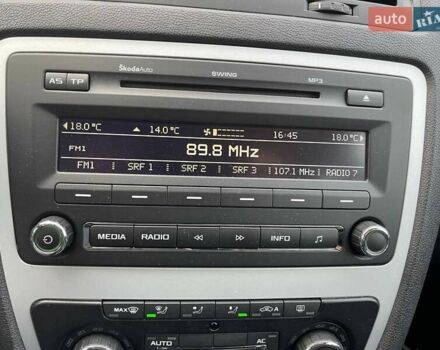 auto RIA
ŠkodaAuto SWING MP3
AS TP
18.0 °C 14.0 °C 16:45 18.0 °C
FM1 89.8 MHz
FM1 SRF 1 SRF 2 SRF 3 107.1 MHz RADIO 7
MEDIA RADIO INFO
MAX A
AUTO AC